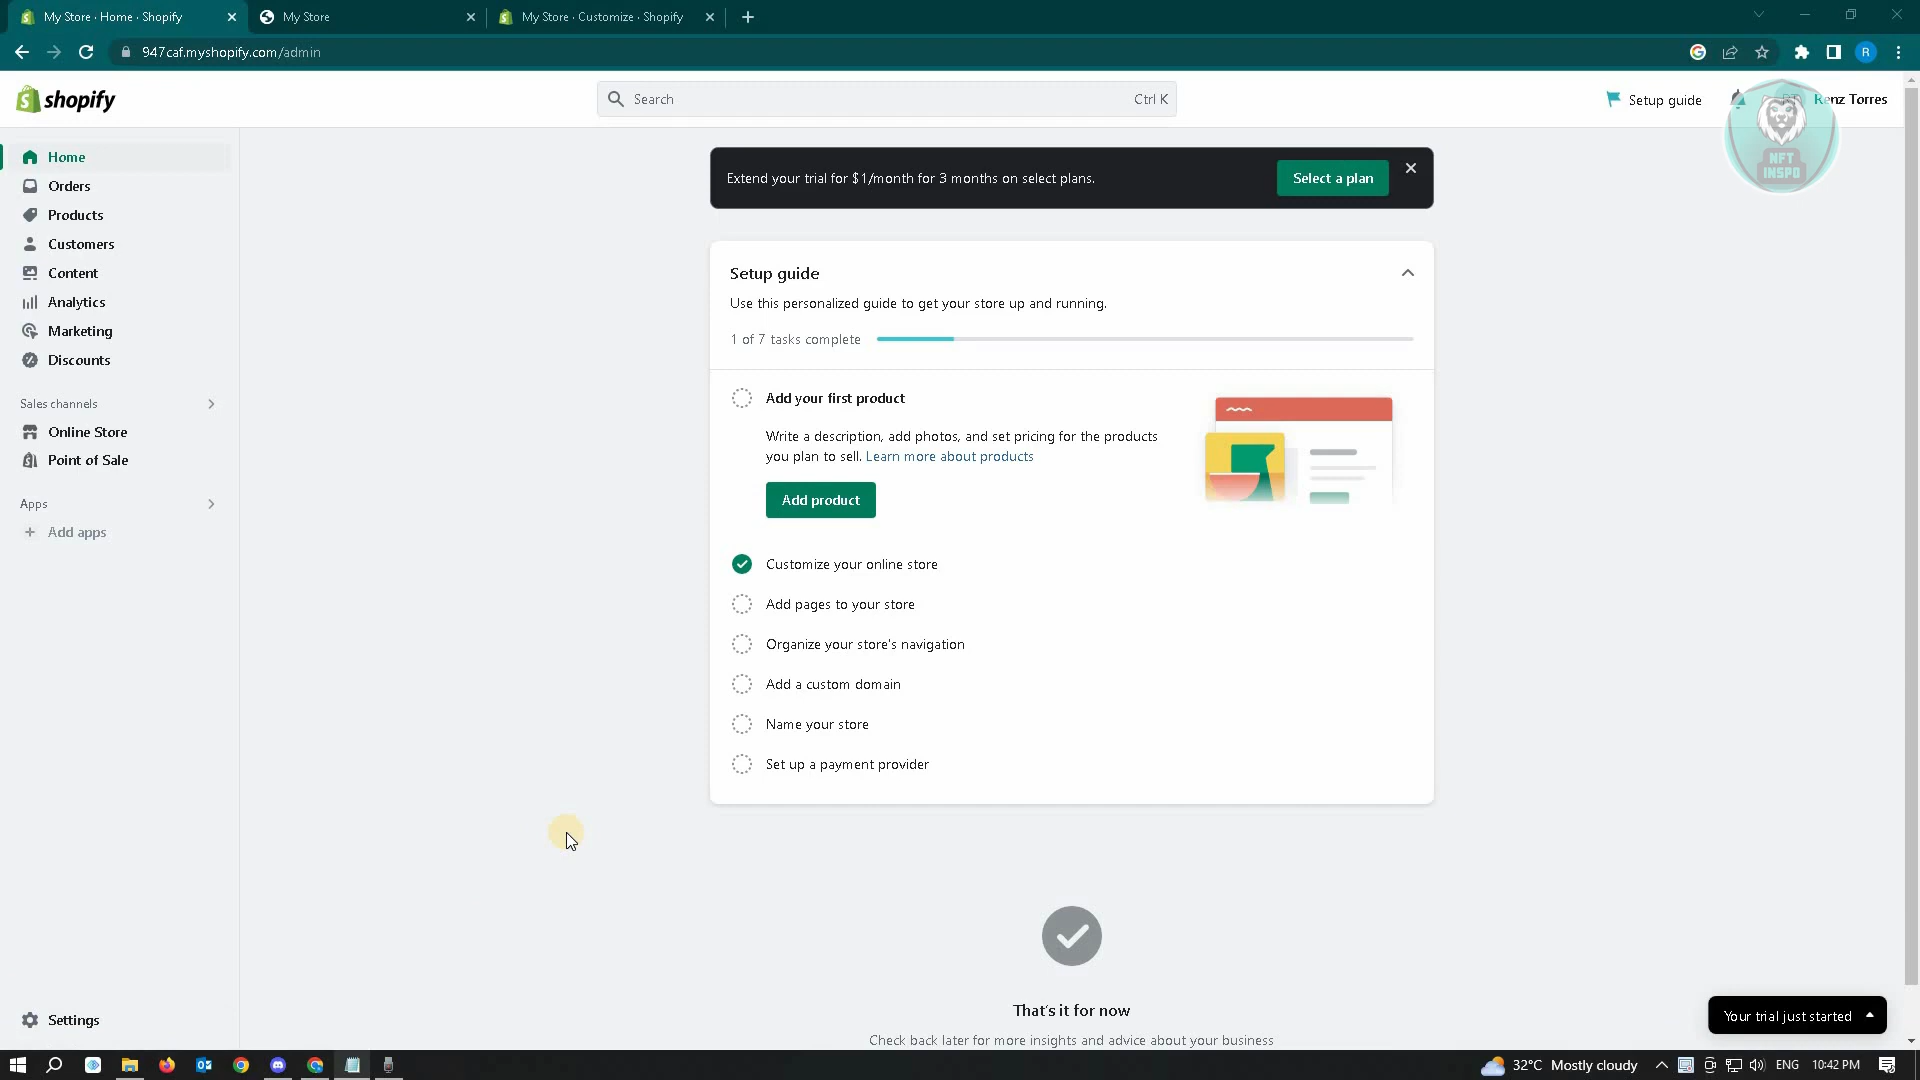 My Store · Home · Shopify
My Store
My Store · Customize · Shopify
947caf.myshopify.com/admin
R
shopify
Search
Ctrl K
Setup guide
Renz Torres
NFT
INSPO
Home
Orders
Products
Customers
Content
Analytics
Marketing
Discounts
Sales channels
Online Store
Point of Sale
Apps
Add apps
Settings
Extend your trial for $1/month for 3 months on select plans.
Select a plan
Setup guide
Use this personalized guide to get your store up and running.
1 of 7 tasks complete
Add your first product
Write a description, add photos, and set pricing for the products
you plan to sell. Learn more about products
Add product
Customize your online store
Add pages to your store
Organize your store's navigation
Add a custom domain
Name your store
Set up a payment provider
That's it for now
Check back later for more insights and advice about your business
Your trial just started
32°C Mostly cloudy
ENG
10:42 PM